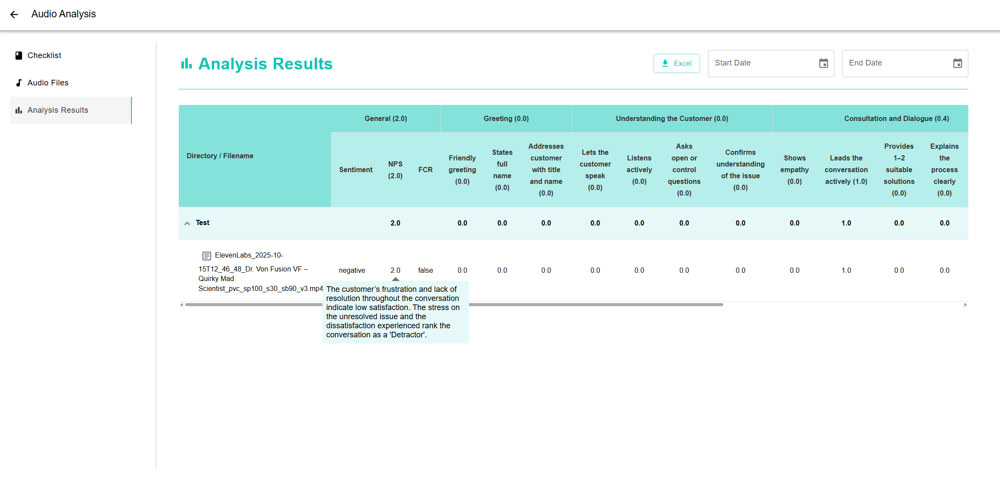 Audio Analysis
Checklist
Audio Files
Analysis Results
Analysis Results
Excel
Start Date
End Date
Directory / Filename
General (2.0)
Greeting (0.0)
Understanding the Customer (0.0)
Consultation and Dialogue (0.4)
Sentiment
NPS
(2.0)
FCR
Friendly
greeting
(0.0)
States
full
name
(0.0)
Addresses
customer
with title
and name
(0.0)
Lets the
customer
speak
(0.0)
Listens
actively
(0.0)
Asks
open or
control
questions
(0.0)
Confirms
understanding
of the issue
(0.0)
Shows
empathy
(0.0)
Leads the
conversation
actively (1.0)
Provides
1–2
suitable
solutions
(0.0)
Explains
the
process
clearly
(0.0)
Test 2.0 0.0 0.0 0.0 0.0 0.0 0.0 0.0 0.0 1.0 0.0 0.0
ElevenLabs_2025-10-
15T12_46_48_Dr. Von Fusion VF –
Quirky Mad
Scientist_pvc_sp100_s30_sb90_v3.mp4
negative 2.0 false 0.0 0.0 0.0 0.0 0.0 0.0 0.0 0.0 1.0 0.0 0.0
The customer’s frustration and lack of
resolution throughout the conversation
indicate low satisfaction. The stress on
the unresolved issue and the
dissatisfaction experienced rank the
conversation as a 'Detractor'.